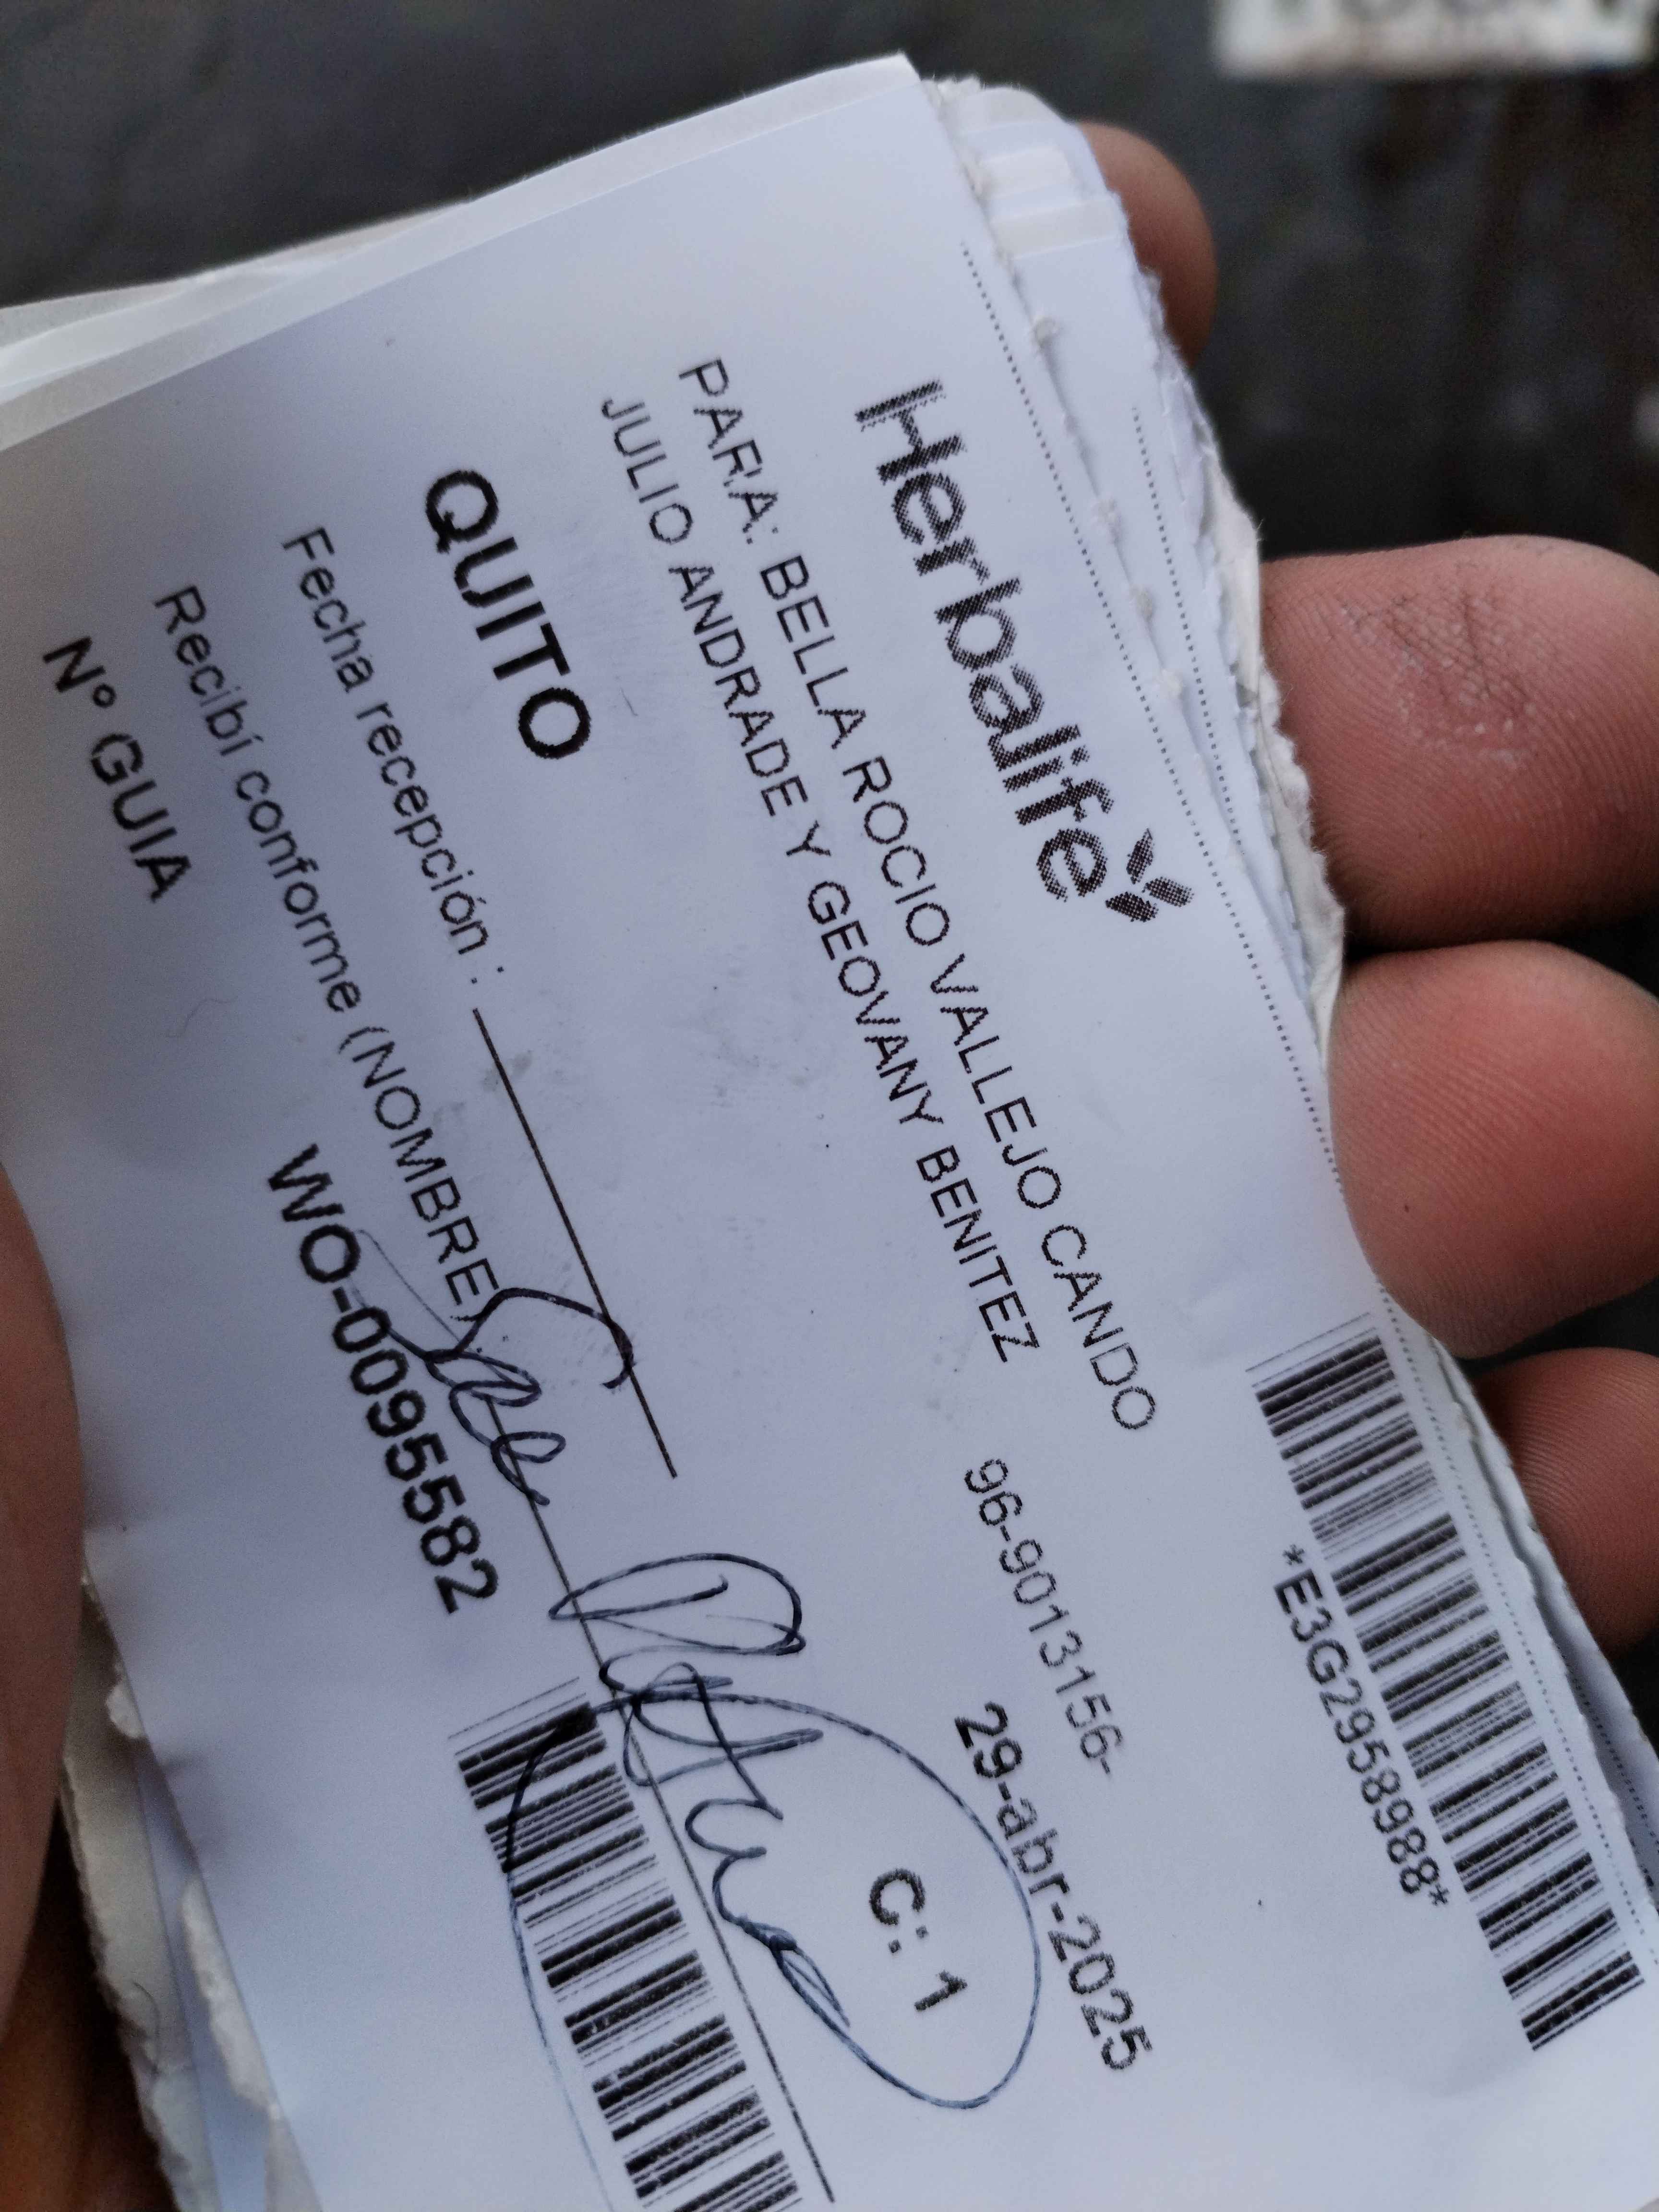 Herbalife
*E3G2958988*
PARA: BELLA ROCIO VALLEJO CANDO
JULIO ANDRADE Y GEOVANY BENITEZ
96-9013156-
29-abr-2025
QUITO
C: 1
Fecha recepción :
Recibí conforme (NOMBRE)
Nº GUIA
WO-0095582